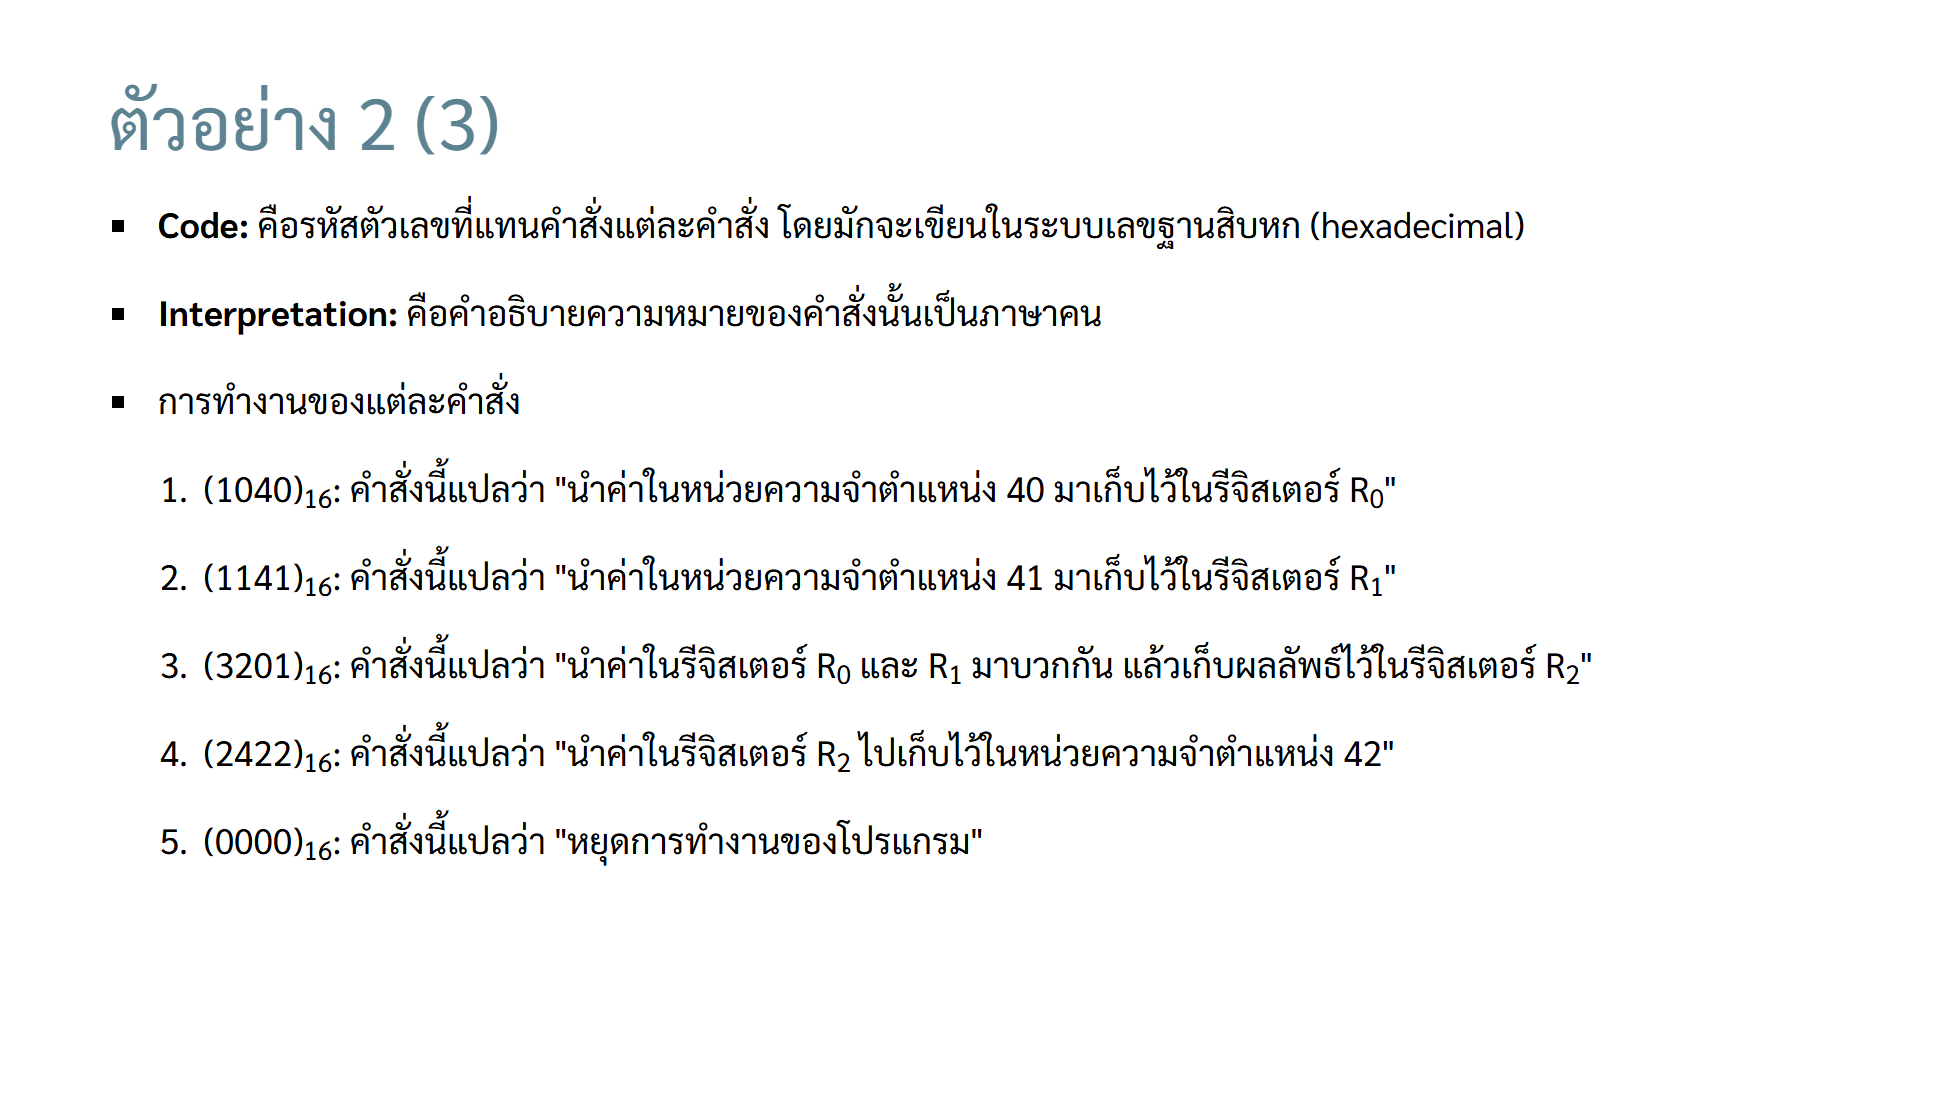 ตัวอย่าง 2 (3)
▪ Code: คือรหัสตัวเลขที่แทนคำสั่งแต่ละคำสั่ง โดยมักจะเขียนในระบบเลขฐานสิบหก (hexadecimal)
▪ Interpretation: คือคำอธิบายความหมายของคำสั่งนั้นเป็นภาษาคน
▪ การทำงานของแต่ละคำสั่ง
1. (1040)₁₆: คำสั่งนี้แปลว่า "นำค่าในหน่วยความจำตำแหน่ง 40 มาเก็บไว้ในรีจิสเตอร์ R₀"
2. (1141)₁₆: คำสั่งนี้แปลว่า "นำค่าในหน่วยความจำตำแหน่ง 41 มาเก็บไว้ในรีจิสเตอร์ R₁"
3. (3201)₁₆: คำสั่งนี้แปลว่า "นำค่าในรีจิสเตอร์ R₀ และ R₁ มาบวกกัน แล้วเก็บผลลัพธ์ไว้ในรีจิสเตอร์ R₂"
4. (2422)₁₆: คำสั่งนี้แปลว่า "นำค่าในรีจิสเตอร์ R₂ ไปเก็บไว้ในหน่วยความจำตำแหน่ง 42"
5. (0000)₁₆: คำสั่งนี้แปลว่า "หยุดการทำงานของโปรแกรม"